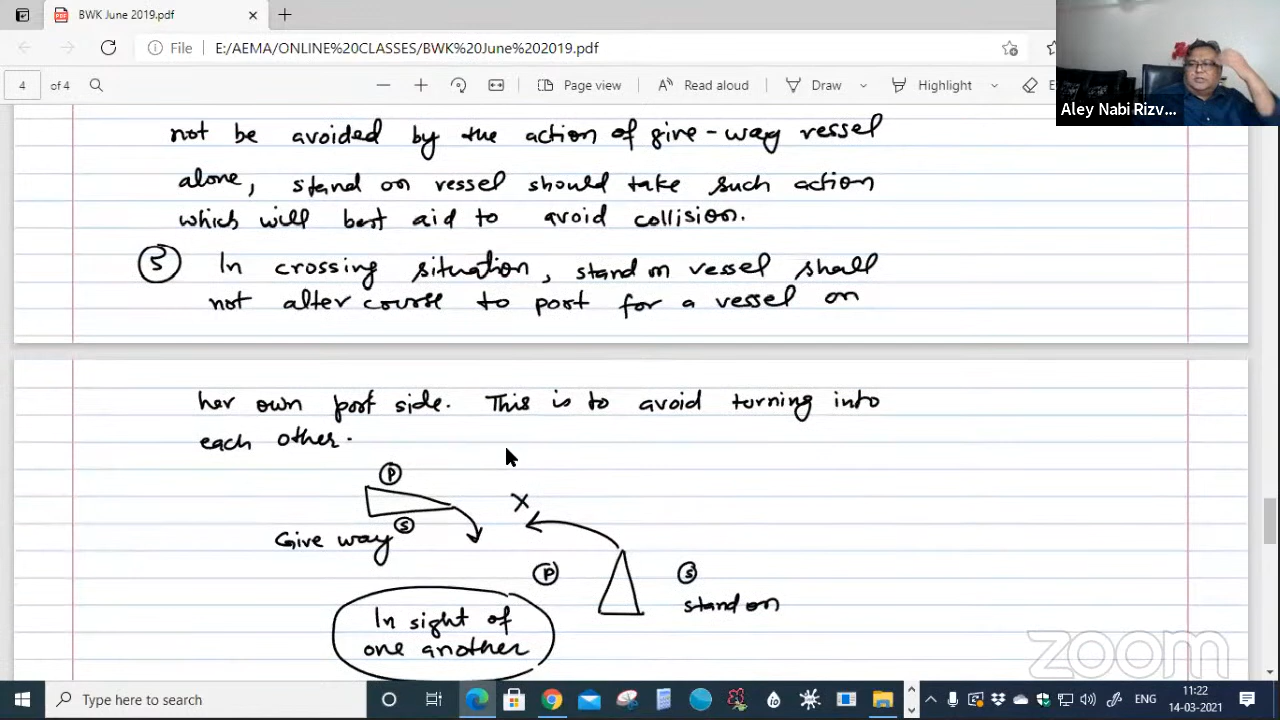 BWK June 2019.pdf
File
E:/AEMA/ONLINE%20CLASSES/BWK%20June%202019.pdf
4 of 4
Page view
Read aloud
Draw
Highlight
Aley Nabi Rizv...
not be avoided by the action of give-way vessel
alone, stand on vessel should take such action
which will best aid to avoid collision.
5 In crossing situation, stand on vessel shall
not alter course to port for a vessel on
her own port side. This is to avoid turning into
each other.
P
S
Give way
X
P
S
stand on
In sight of
one another
zoom
Type here to search
ENG
11:22
14-03-2021